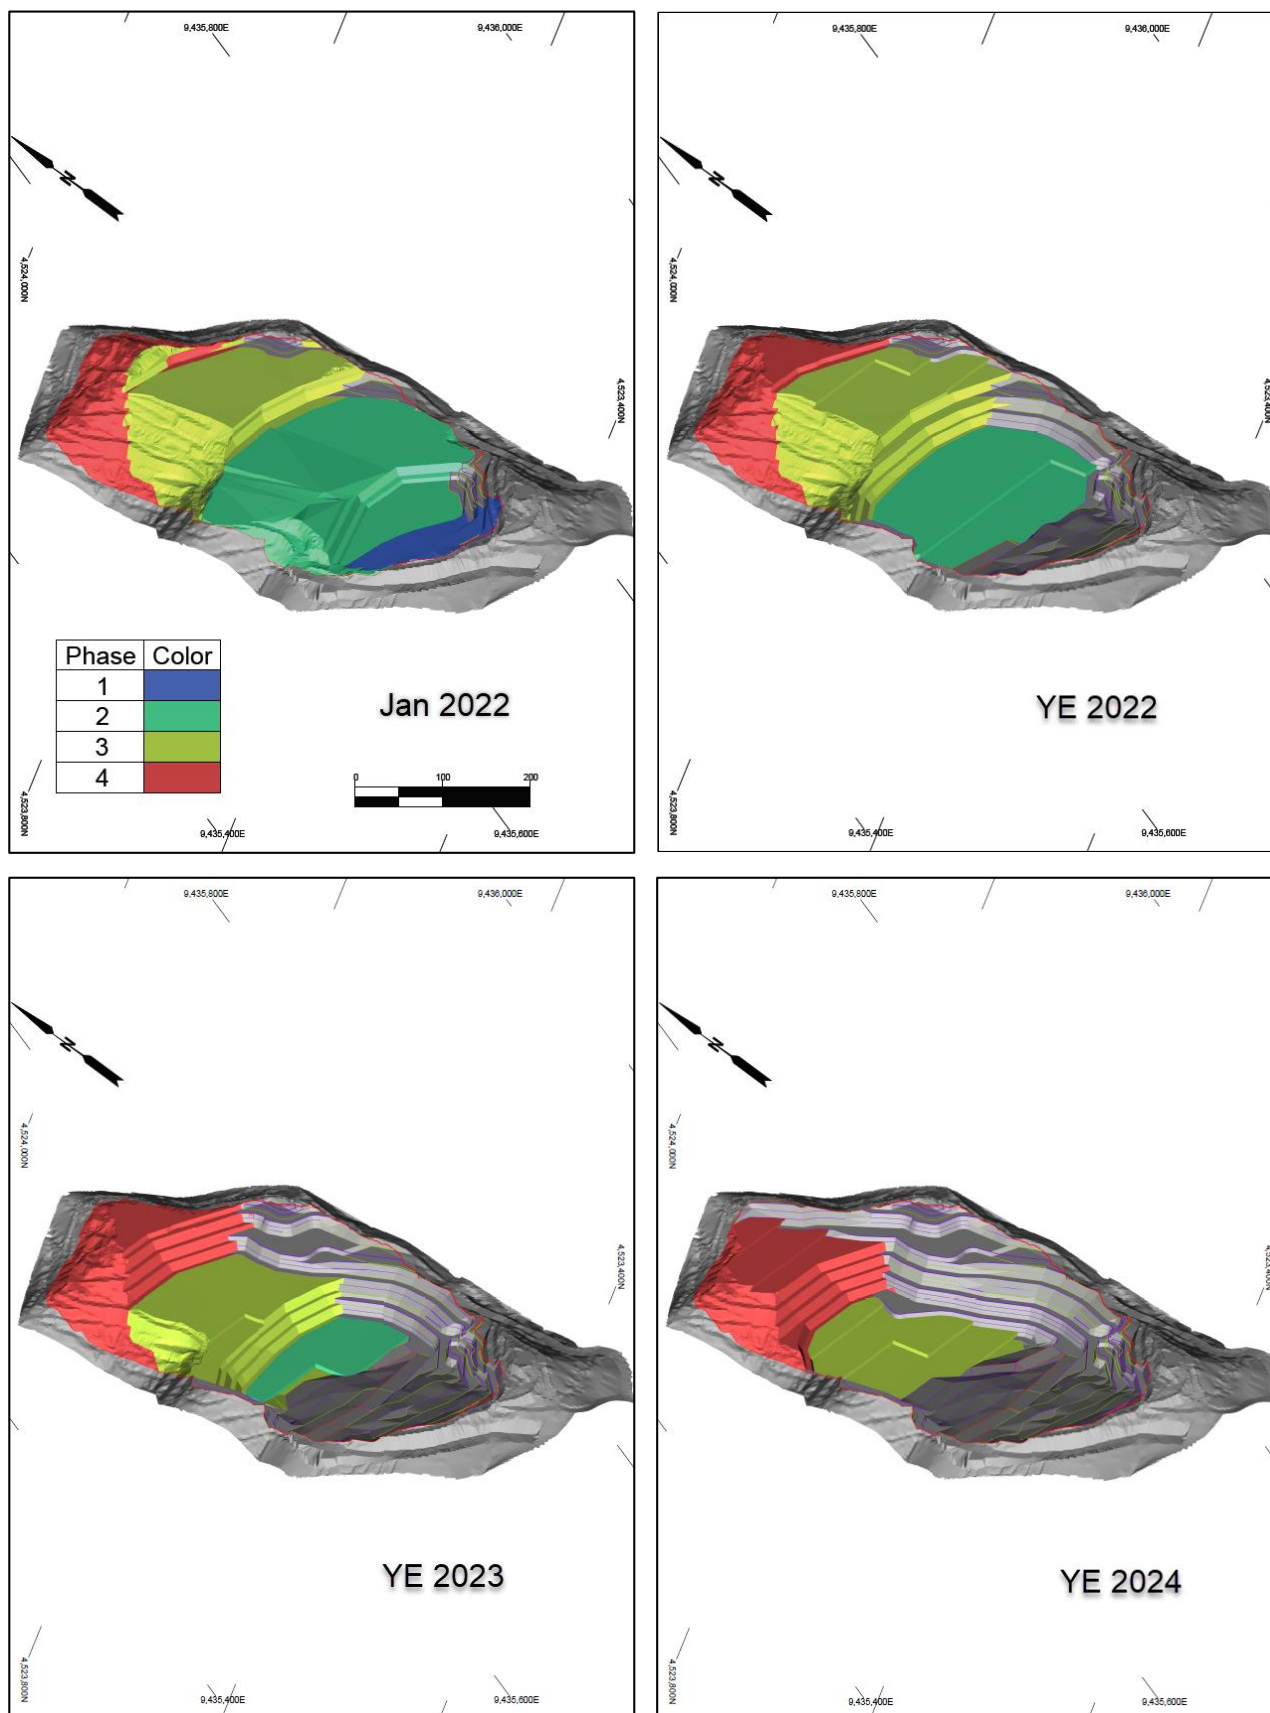 9,435,800E
9,436,000E
N
4,524,000N
4,523,400N
Phase Color
1
2
3
4
Jan 2022
0 100 200
4,523,800N
9,435,400E
9,435,600E
9,435,800E
9,436,000E
N
4,524,000N
4,523,400N
YE 2022
4,523,800N
9,435,400E
9,435,600E
9,435,800E
9,436,000E
N
4,524,000N
4,523,400N
YE 2023
4,523,800N
9,435,400E
9,435,600E
9,435,800E
9,436,000E
N
4,524,000N
4,523,400N
YE 2024
4,523,800N
9,435,400E
9,435,600E